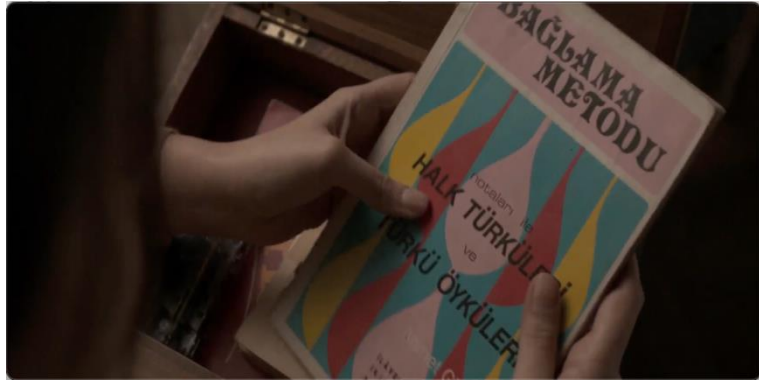 BAĞLAMA
METODU
notaları ile
HALK TÜRKÜLERİ
ve
TÜRKÜ ÖYKÜLERİ